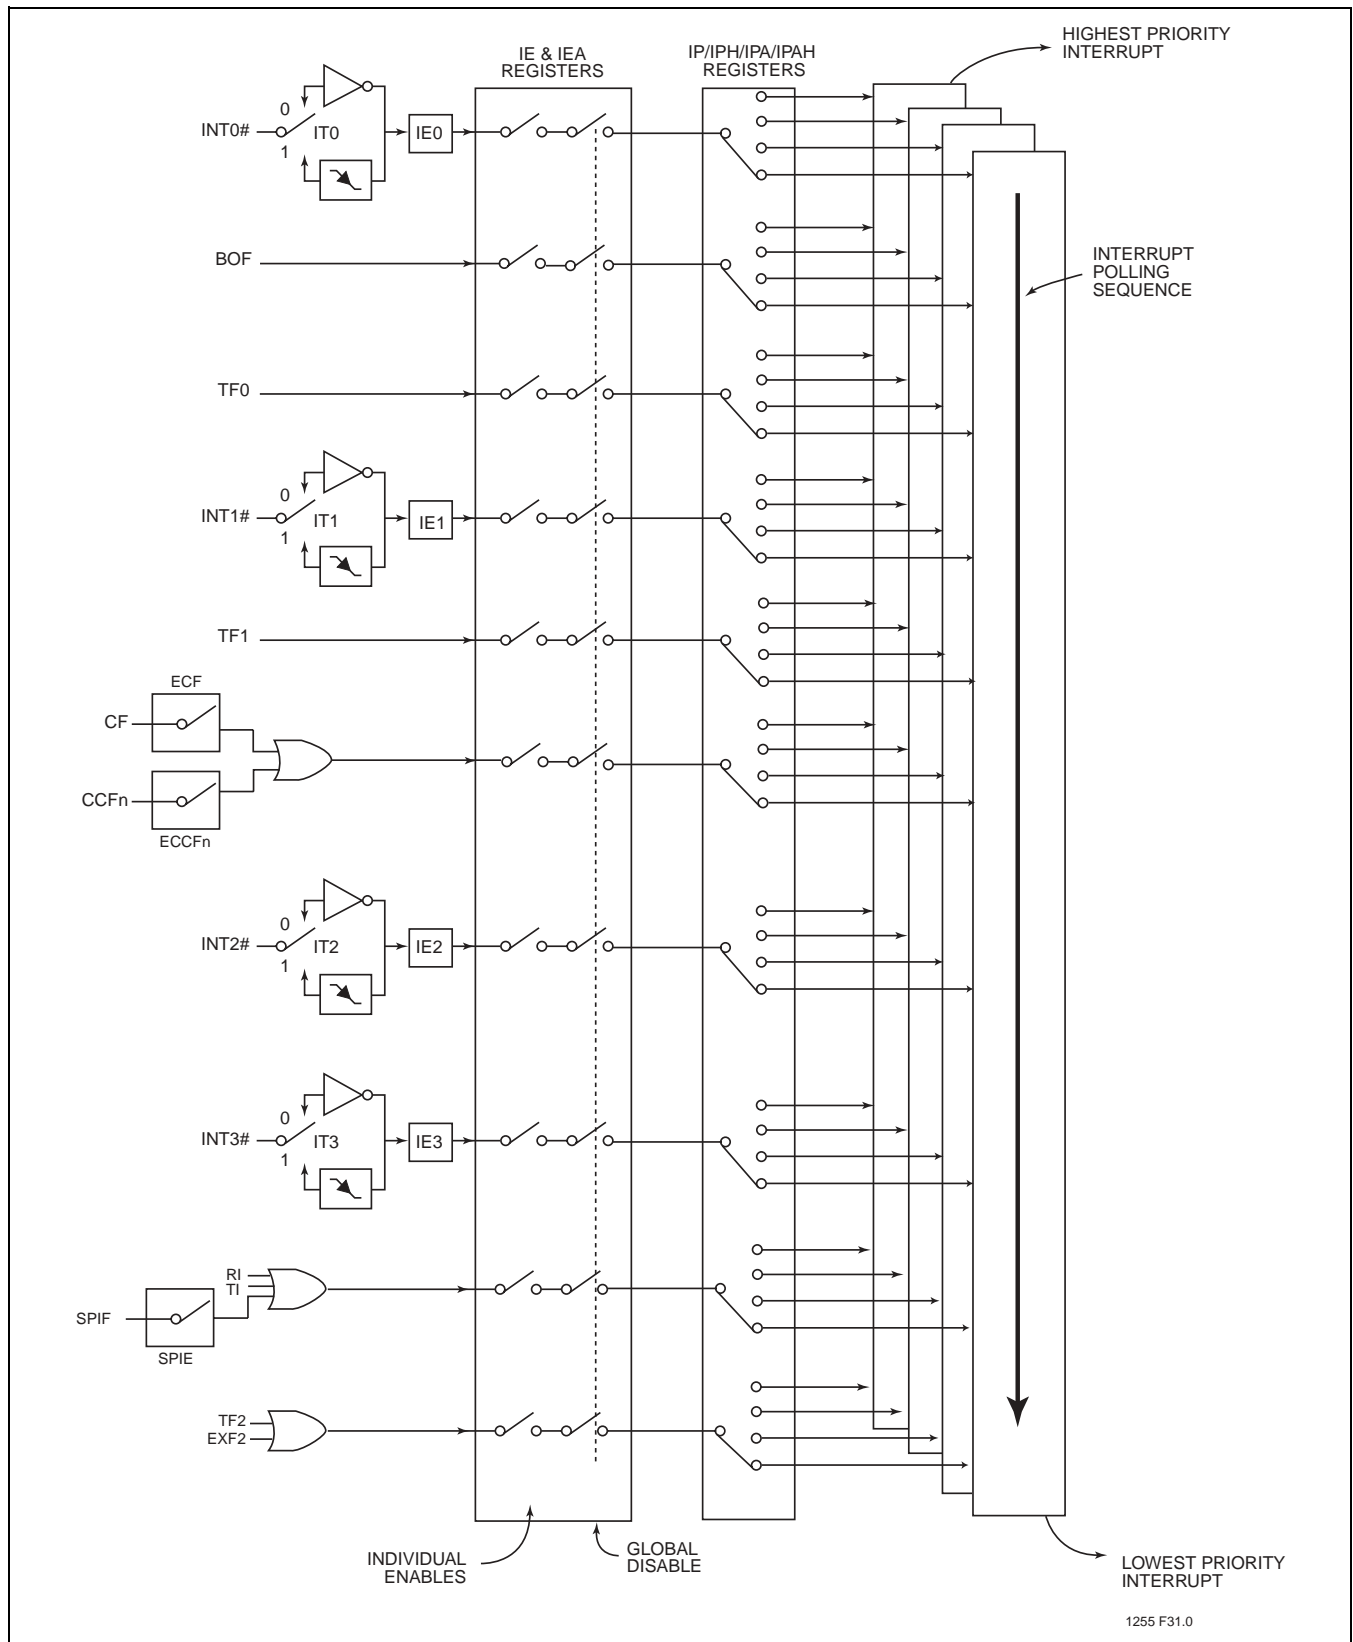 HIGHEST PRIORITY
INTERRUPT
IE & IEA
REGISTERS
IP/IPH/IPA/IPAH
REGISTERS
0
INT0#
IT0
1
IE0
BOF
INTERRUPT
POLLING
SEQUENCE
TF0
0
INT1#
IT1
1
IE1
TF1
ECF
CF
CCFn
ECCFn
0
INT2#
IT2
1
IE2
0
INT3#
IT3
1
IE3
RI
TI
SPIF
SPIE
TF2
EXF2
INDIVIDUAL
ENABLES
GLOBAL
DISABLE
LOWEST PRIORITY
INTERRUPT
1255 F31.0